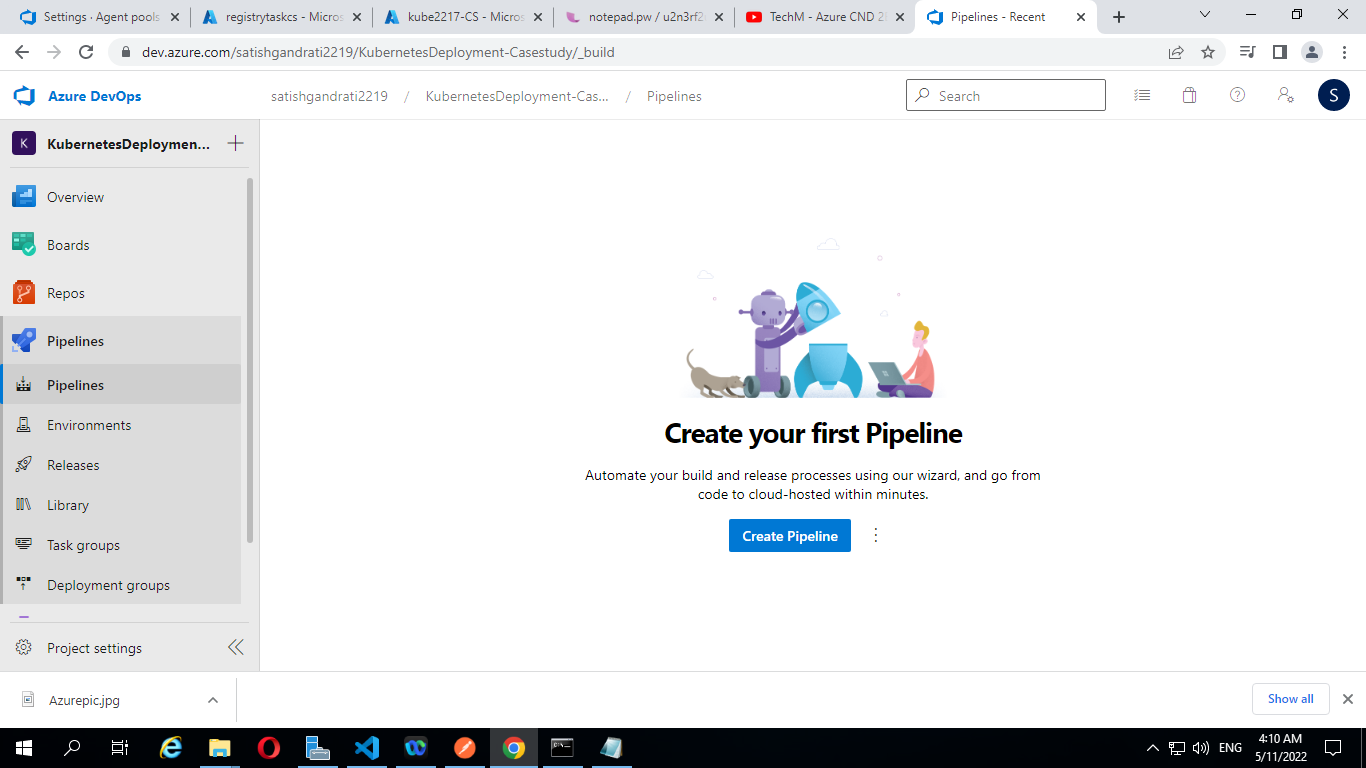 Settings - Agent pools
registrytaskcs - Micros
kube2217-CS - Micros
notepad.pw / u2n3rf2
TechM - Azure CND 2
Pipelines - Recent
dev.azure.com/satishgandrati2219/KubernetesDeployment-Casestudy/_build
Azure DevOps
satishgandrati2219 / KubernetesDeployment-Cas... / Pipelines
Search
S
K KubernetesDeploymen...
Overview
Boards
Repos
Pipelines
Pipelines
Environments
Releases
Library
Task groups
Deployment groups
Project settings
Create your first Pipeline
Automate your build and release processes using our wizard, and go from
code to cloud-hosted within minutes.
Create Pipeline
Azurepic.jpg
Show all
ENG
4:10 AM
5/11/2022